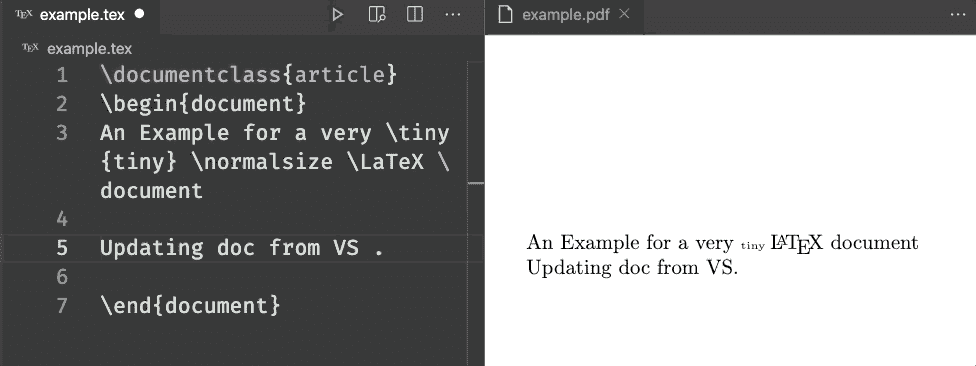 TEX example.tex
example.pdf
TEX example.tex
1 \documentclass{article}
2 \begin{document}
3 An Example for a very \tiny
{tiny} \normalsize \LaTeX \
document
4
5 Updating doc from VS .
6
7 \end{document}
An Example for a very tiny LATEX document
Updating doc from VS.